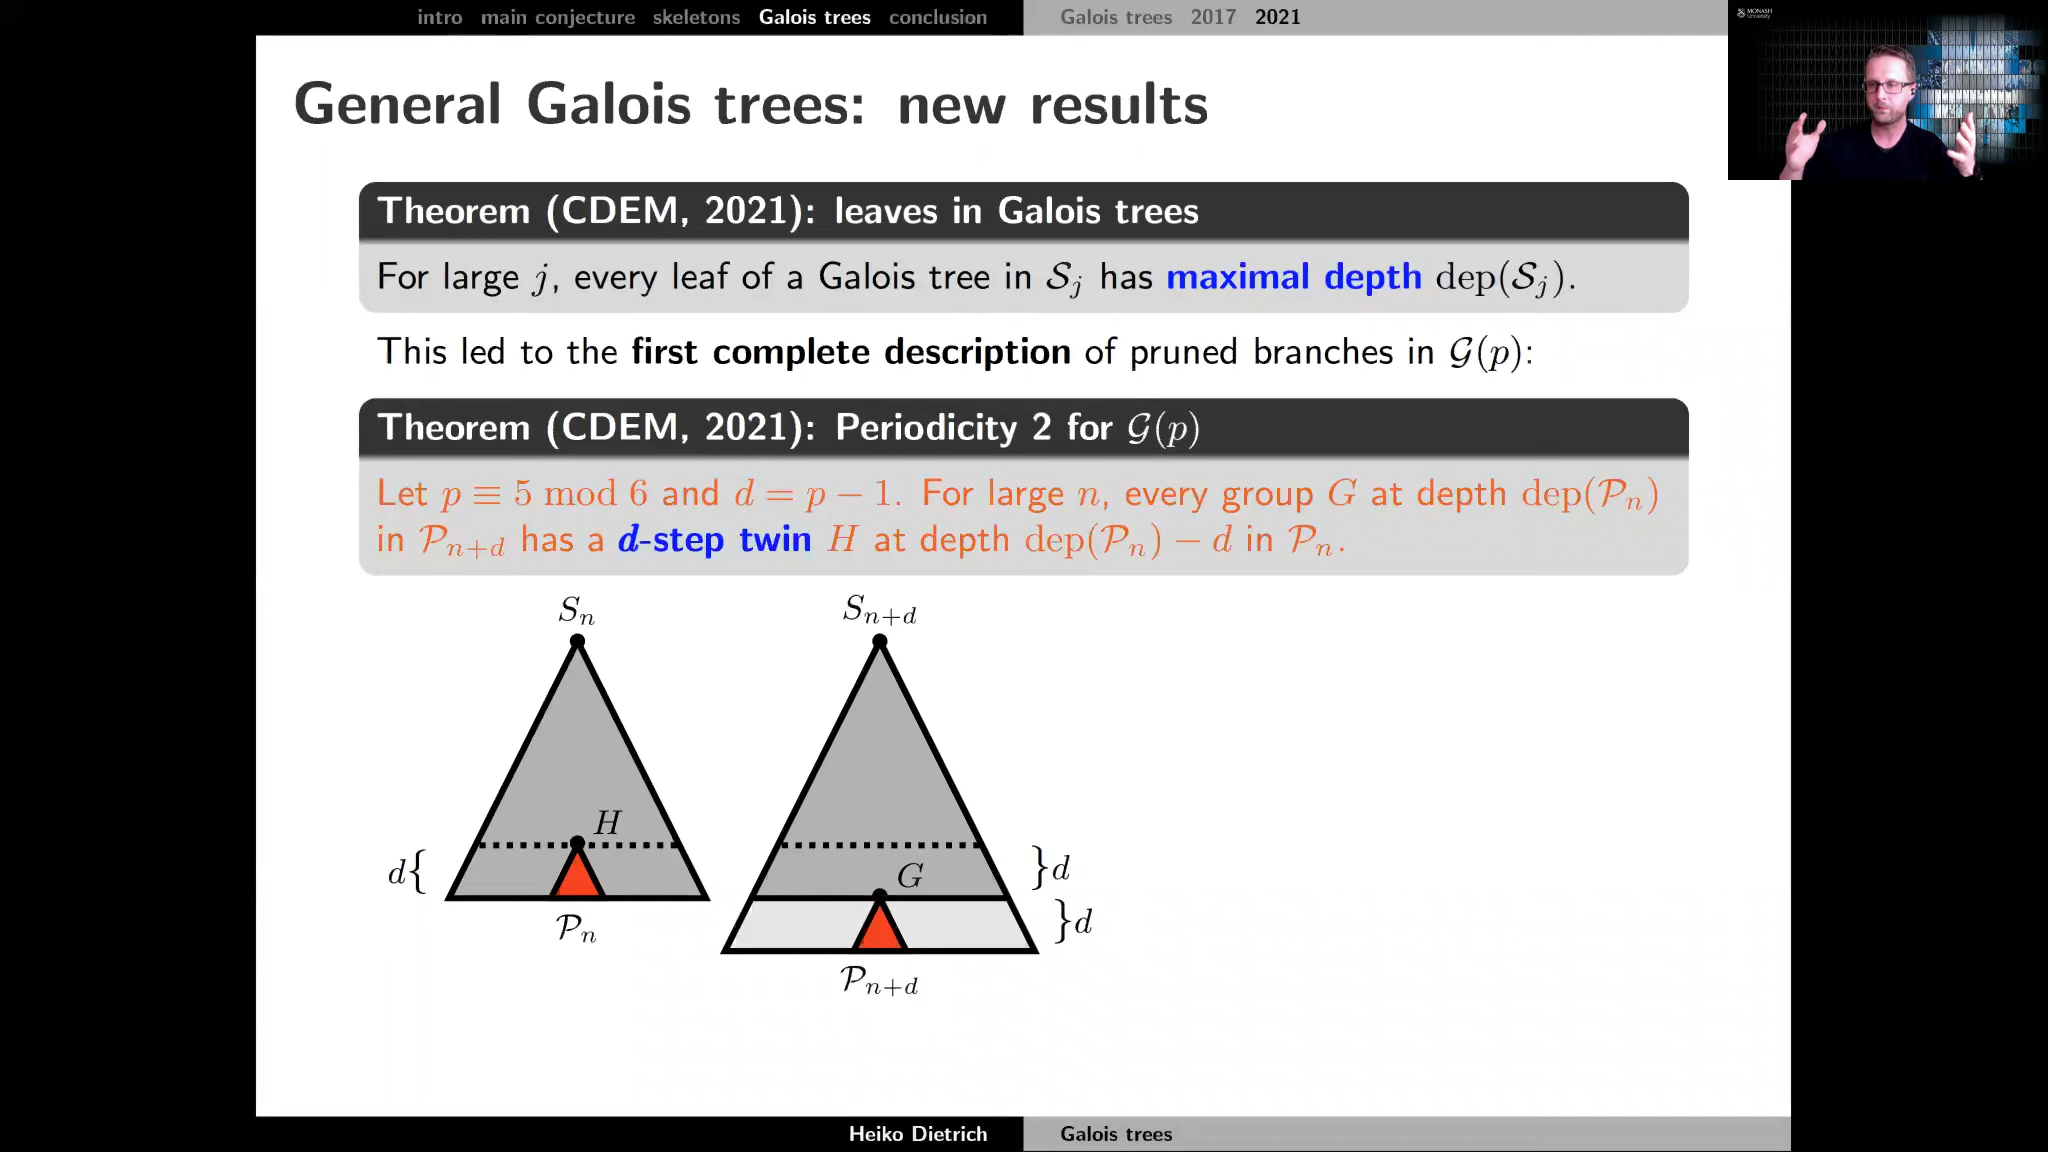 intro main conjecture skeletons Galois trees conclusion Galois trees 2017 2021
MONASH University
General Galois trees: new results
Theorem (CDEM, 2021): leaves in Galois trees
For large j, every leaf of a Galois tree in 𝒮_j has maximal depth dep(𝒮_j).
This led to the first complete description of pruned branches in 𝒢(p):
Theorem (CDEM, 2021): Periodicity 2 for 𝒢(p)
Let p ≡ 5 mod 6 and d = p − 1. For large n, every group G at depth dep(𝒫_n)
in 𝒫_{n+d} has a d-step twin H at depth dep(𝒫_n) − d in 𝒫_n.
S_n S_{n+d}
H
d{ G }d
}d
𝒫_n
𝒫_{n+d}
Heiko Dietrich Galois trees